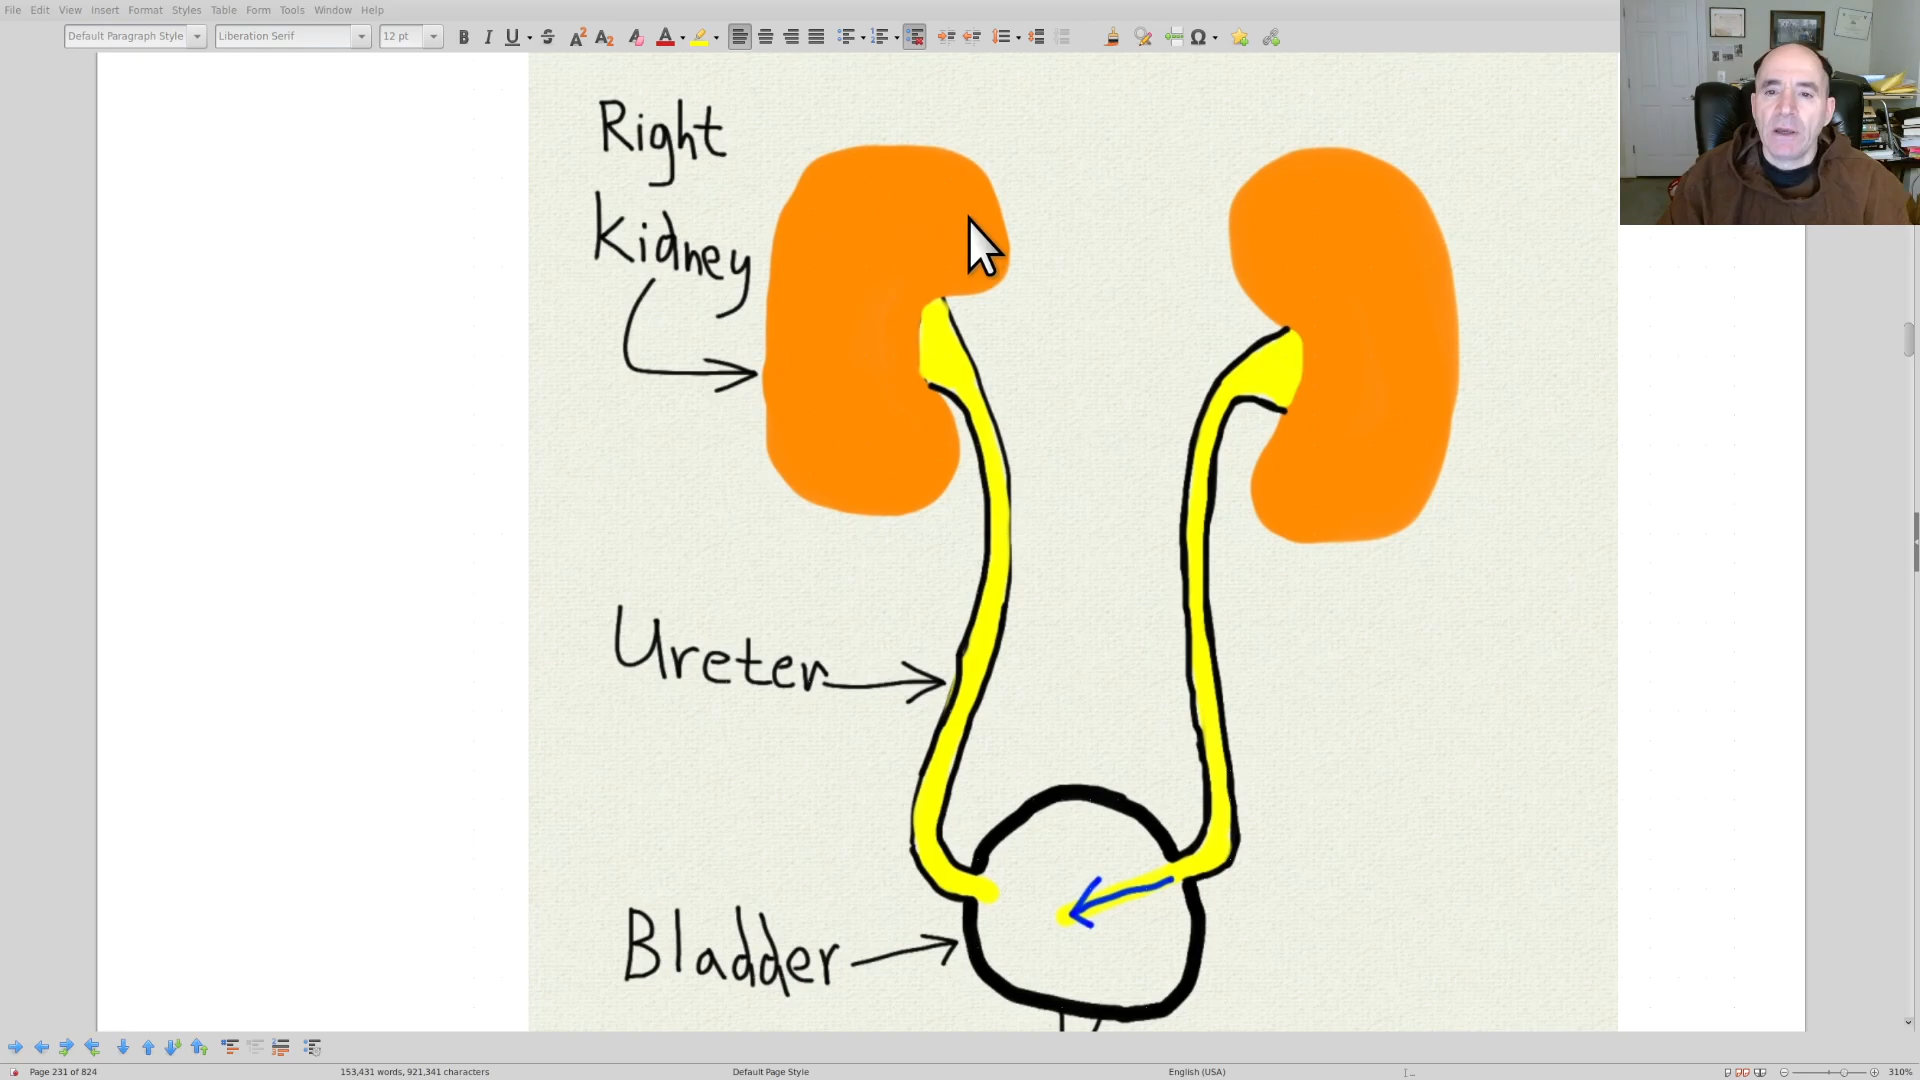 File Edit View Insert Format Styles Table Form Tools Window Help
Default Paragraph Style Liberation Serif 12 pt
Right
Kidney
Ureter
Bladder
Page 231 of 824 153,431 words, 921,341 characters Default Page Style English (USA) 310%